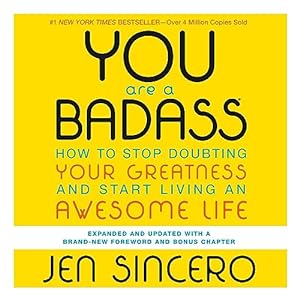 #1 NEW YORK TIMES BESTSELLER—Over 4 Million Copies Sold
YOU
are a
BADASS®
HOW TO STOP DOUBTING
YOUR GREATNESS
AND START LIVING AN
AWESOME LIFE
EXPANDED AND UPDATED WITH A
BRAND-NEW FOREWORD AND BONUS CHAPTER
JEN SINCERO